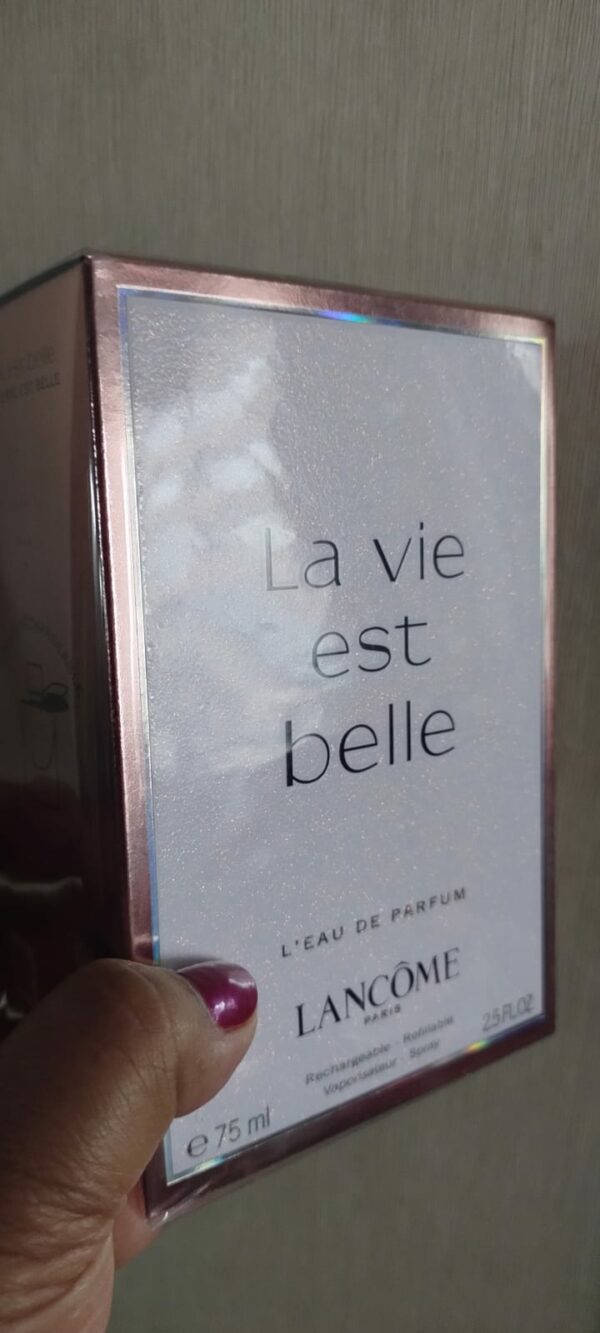 La vie
est
belle
L'EAU DE PARFUM
LANCÔME
PARIS
Rechargeable - Refillable
Vaporisateur - Spray
℮ 75 ml
2.5 FL.OZ